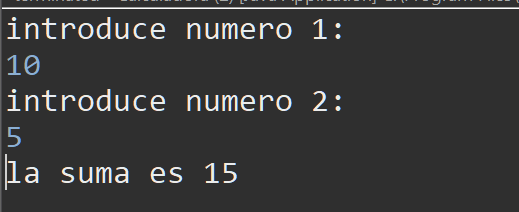 introduce numero 1:
10
introduce numero 2:
5
la suma es 15